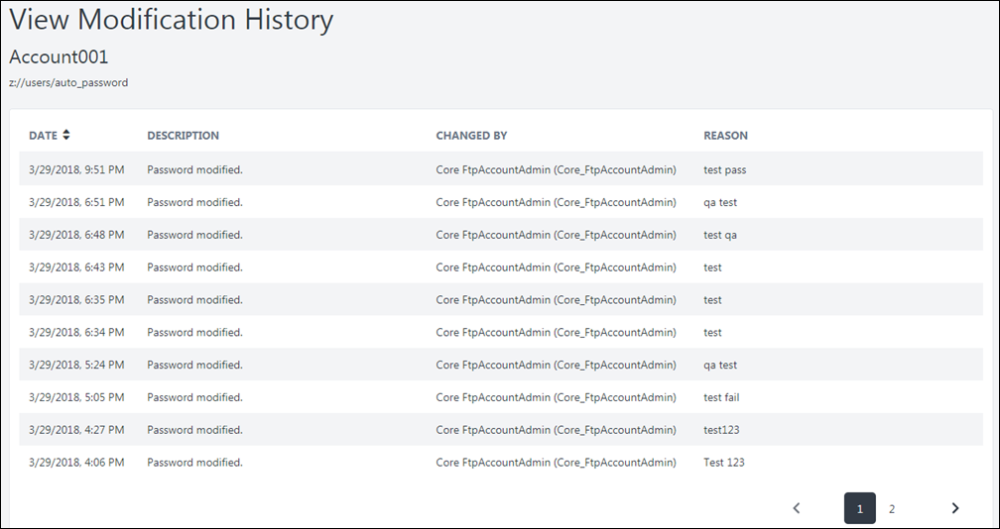 View Modification History
Account001
z://users/auto_password
DATE DESCRIPTION CHANGED BY REASON
3/29/2018, 9:51 PM Password modified. Core FtpAccountAdmin (Core_FtpAccountAdmin) test pass
3/29/2018, 6:51 PM Password modified. Core FtpAccountAdmin (Core_FtpAccountAdmin) qa test
3/29/2018, 6:48 PM Password modified. Core FtpAccountAdmin (Core_FtpAccountAdmin) test qa
3/29/2018, 6:43 PM Password modified. Core FtpAccountAdmin (Core_FtpAccountAdmin) test
3/29/2018, 6:35 PM Password modified. Core FtpAccountAdmin (Core_FtpAccountAdmin) test
3/29/2018, 6:34 PM Password modified. Core FtpAccountAdmin (Core_FtpAccountAdmin) test
3/29/2018, 5:24 PM Password modified. Core FtpAccountAdmin (Core_FtpAccountAdmin) qa test
3/29/2018, 5:05 PM Password modified. Core FtpAccountAdmin (Core_FtpAccountAdmin) test fail
3/29/2018, 4:27 PM Password modified. Core FtpAccountAdmin (Core_FtpAccountAdmin) test123
3/29/2018, 4:06 PM Password modified. Core FtpAccountAdmin (Core_FtpAccountAdmin) Test 123
1 2